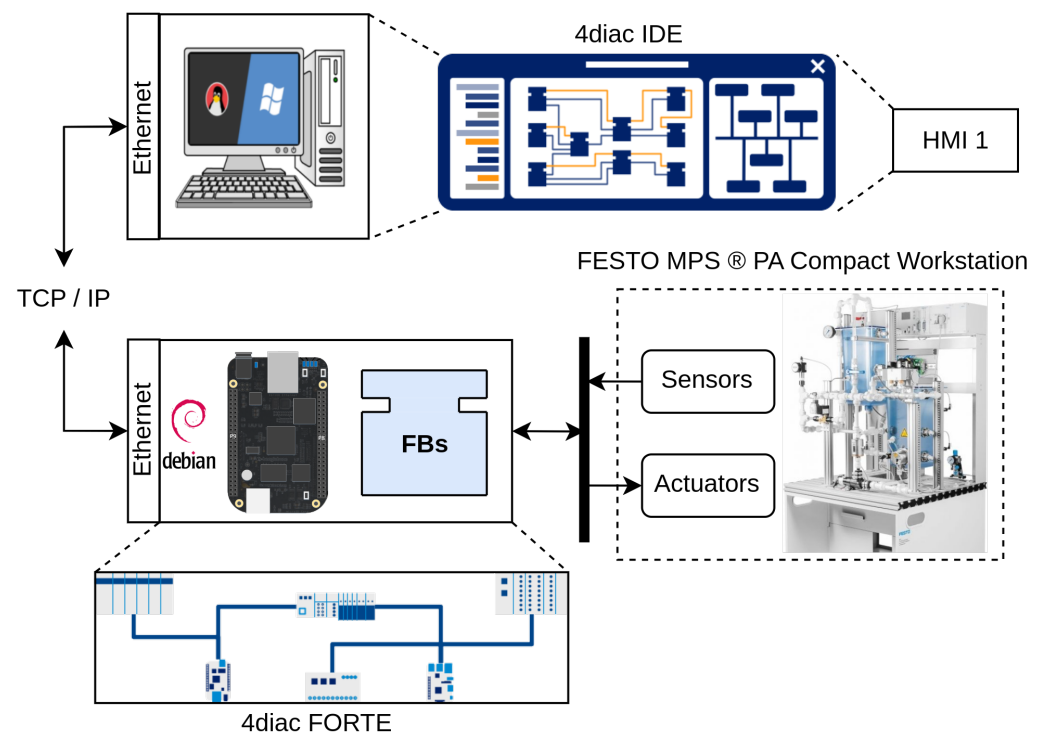 4diac IDE
Ethernet
HMI 1
FESTO MPS ® PA Compact Workstation
TCP / IP
Ethernet
debian
FBs
Sensors
Actuators
4diac FORTE